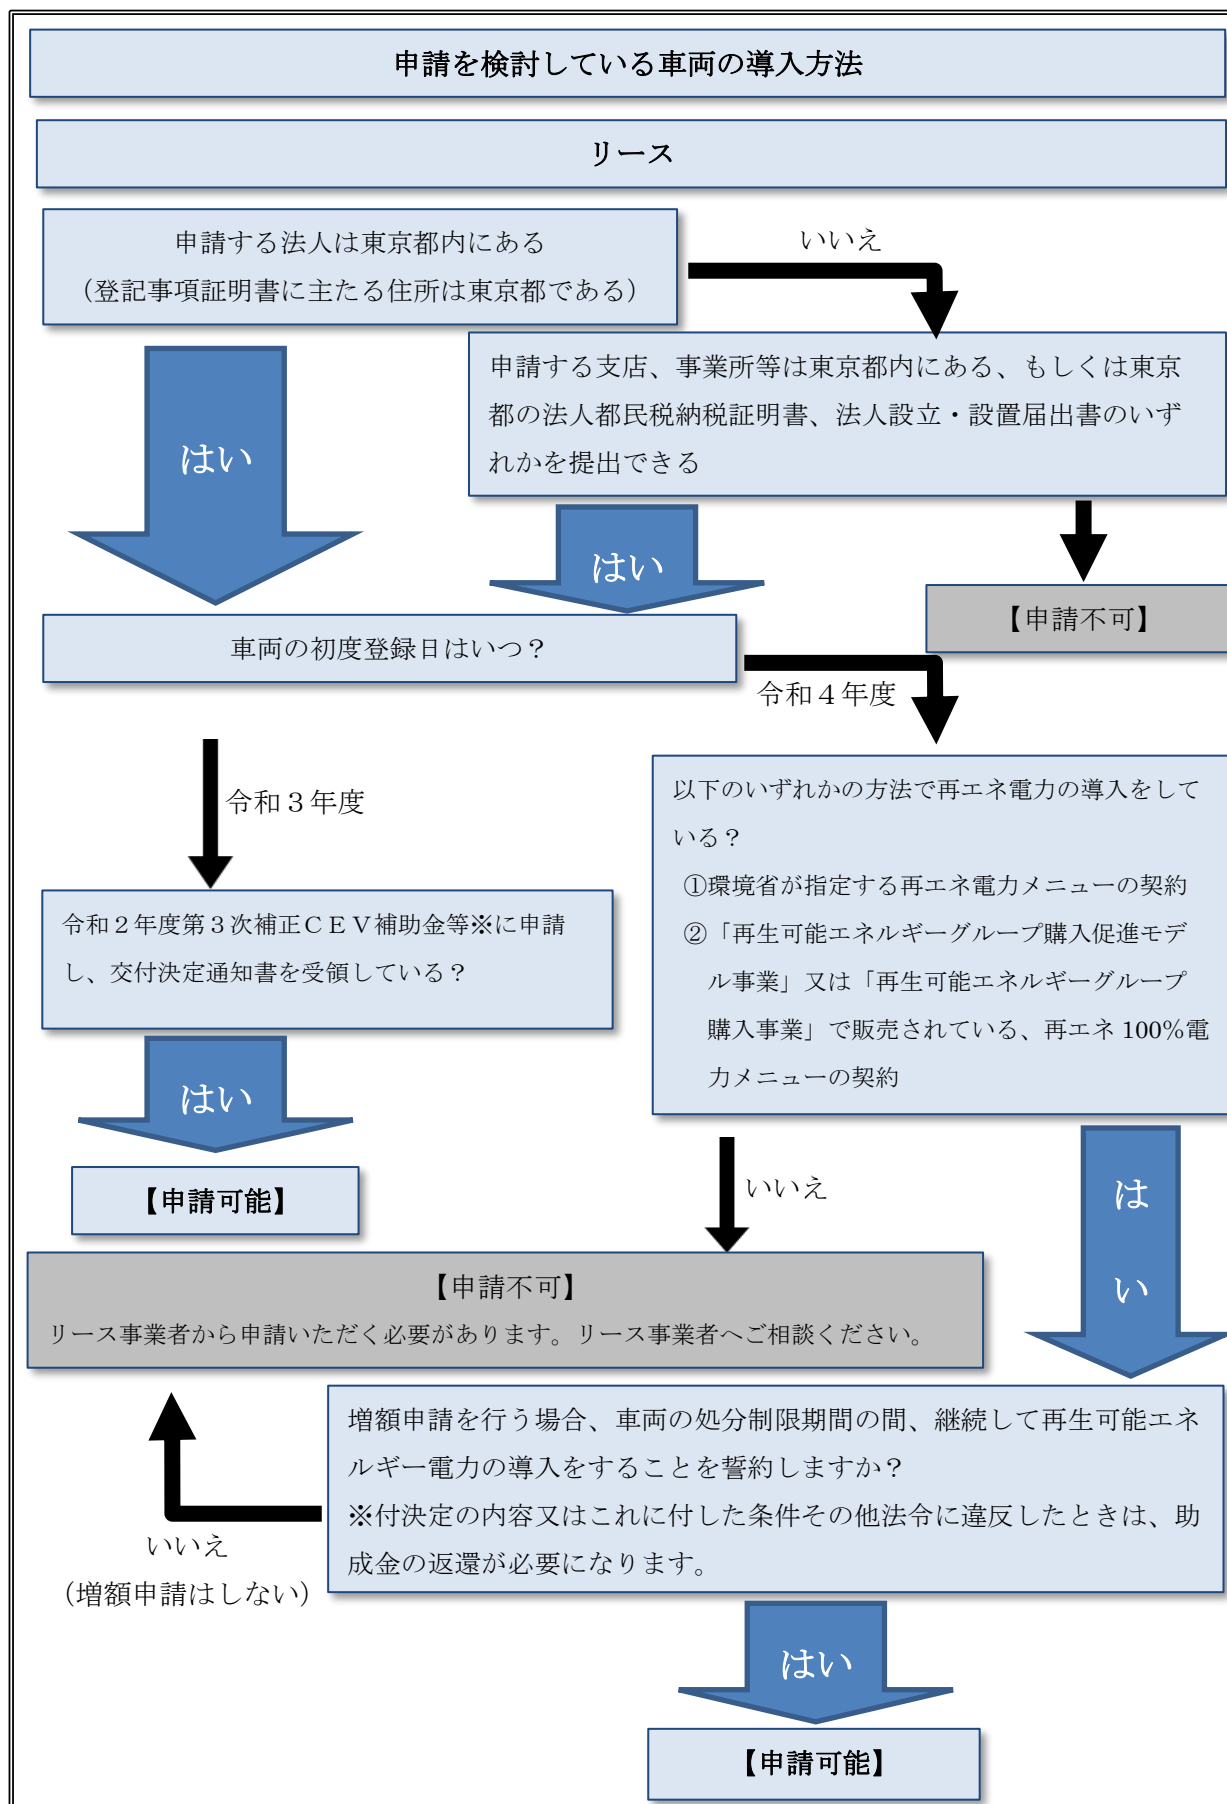 申請を検討している車両の導入方法
リース
申請する法人は東京都内にある
（登記事項証明書に主たる住所は東京都である）
いいえ
申請する支店、事業所等は東京都内にある、もしくは東京
都の法人都民税納税証明書、法人設立・設置届出書のいず
れかを提出できる
はい
はい
【申請不可】
車両の初度登録日はいつ？
令和４年度
令和３年度
以下のいずれかの方法で再エネ電力の導入をして
いる？
①環境省が指定する再エネ電力メニューの契約
②「再生可能エネルギーグループ購入促進モデ
ル事業」又は「再生可能エネルギーグループ
購入事業」で販売されている、再エネ 100%電
力メニューの契約
令和２年度第３次補正ＣＥＶ補助金等※に申請
し、交付決定通知書を受領している？
はい
【申請可能】
いいえ
はい
【申請不可】
リース事業者から申請いただく必要があります。リース事業者へご相談ください。
増額申請を行う場合、車両の処分制限期間の間、継続して再生可能エネ
ルギー電力の導入をすることを誓約しますか？
※付決定の内容又はこれに付した条件その他法令に違反したときは、助
成金の返還が必要になります。
いいえ
（増額申請はしない）
はい
【申請可能】